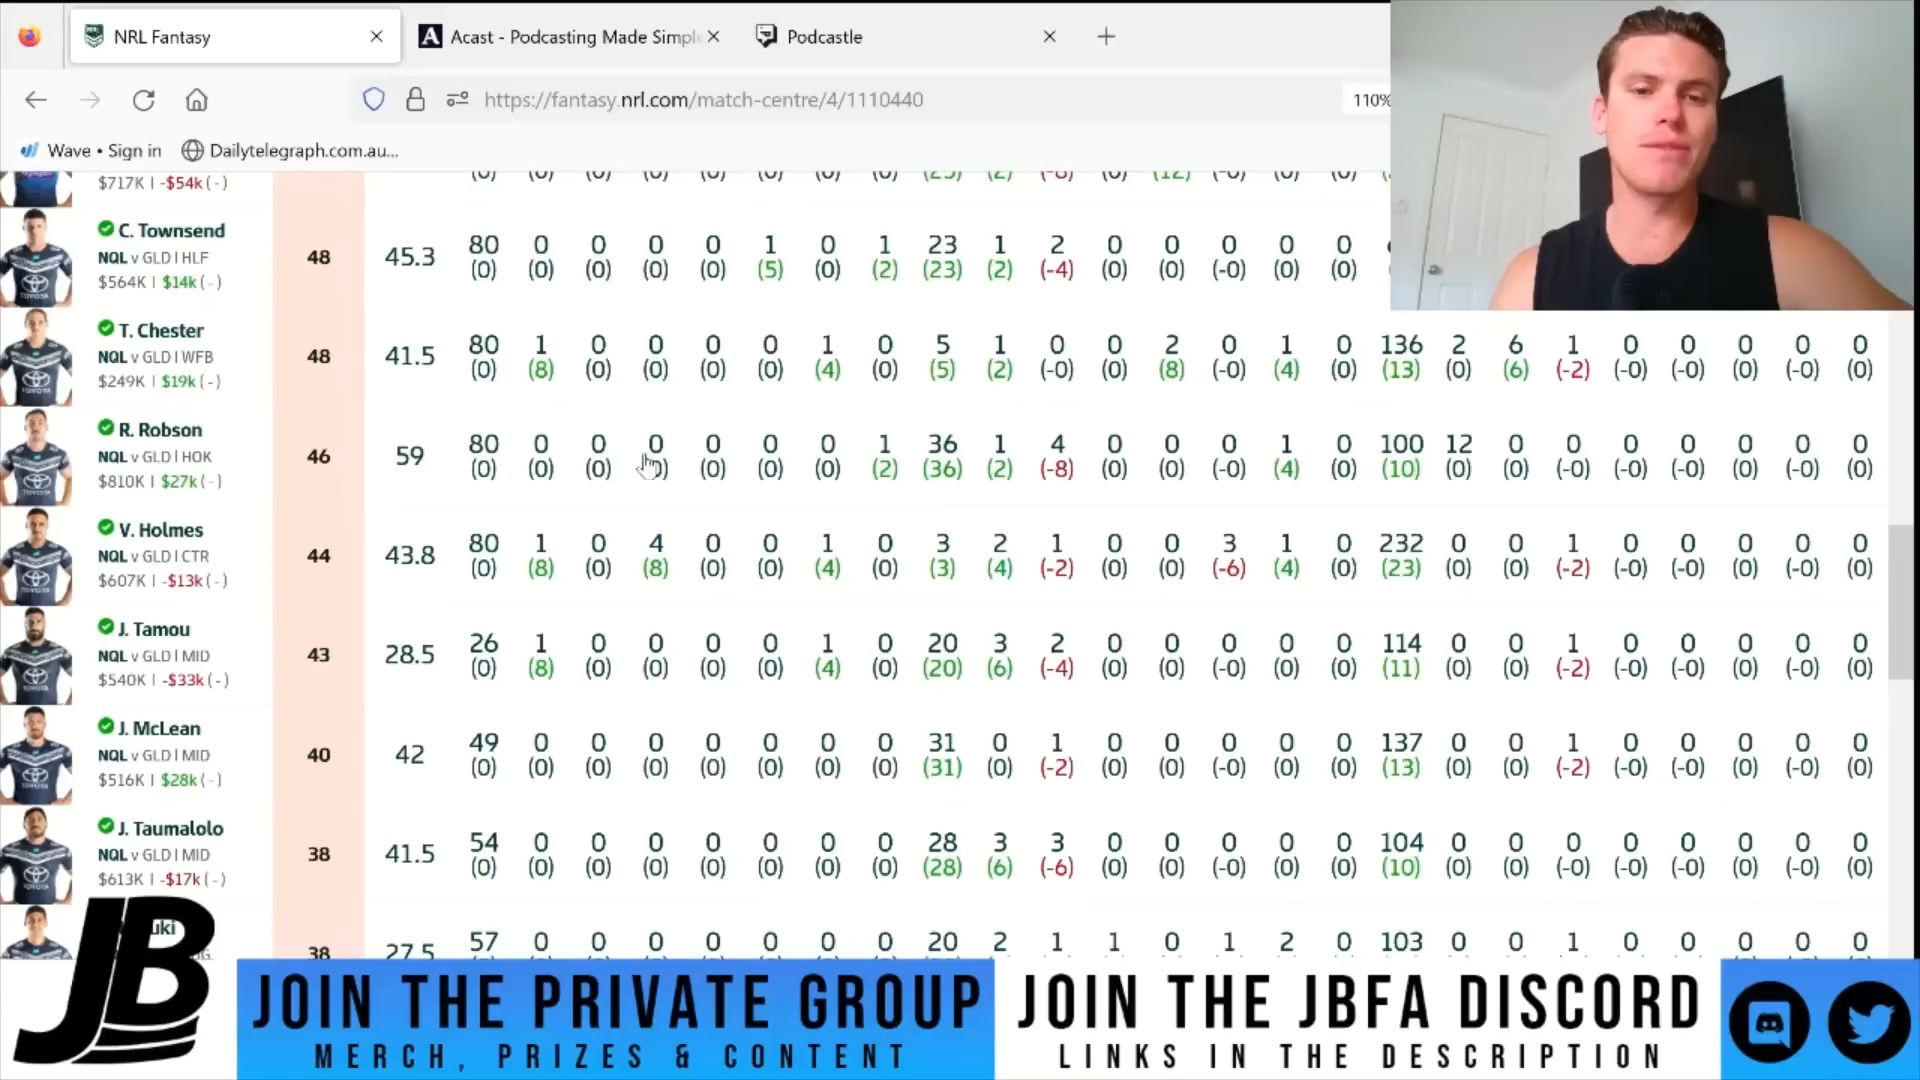 NRL Fantasy
Acast - Podcasting Made Simple
Podcastle
https://fantasy.nrl.com/match-centre/4/1110440
110%
Wave • Sign in
Dailytelegraph.com.au...
$717K | -$54k (-)
(0) (0) (0) (0) (0) (0) (0) (0) (25) (2) (-8) (0) (12) (-0) (0) (0)
C. Townsend
NQL v GLD | HLF
$564K | $14k (-)
48 45.3
80 0 0 0 0 1 0 1 23 1 2 0 0 0 0 0
(0) (0) (0) (0) (0) (5) (0) (2) (23) (2) (-4) (0) (0) (-0) (0) (0)
T. Chester
NQL v GLD | WFB
$249K | $19k (-)
48 41.5
80 1 0 0 0 0 1 0 5 1 0 0 2 0 1 0 136 2 6 1 0 0 0 0 0
(0) (8) (0) (0) (0) (0) (4) (0) (5) (2) (-0) (0) (8) (-0) (4) (0) (13) (0) (6) (-2) (-0) (-0) (0) (-0) (0)
R. Robson
NQL v GLD | HOK
$810K | $27k (-)
46 59
80 0 0 0 0 0 0 1 36 1 4 0 0 0 1 0 100 12 0 0 0 0 0 0 0
(0) (0) (0) (0) (0) (0) (0) (2) (36) (2) (-8) (0) (0) (-0) (4) (0) (10) (0) (0) (-0) (-0) (-0) (0) (-0) (0)
V. Holmes
NQL v GLD | CTR
$607K | -$13k (-)
44 43.8
80 1 0 4 0 0 1 0 3 2 1 0 0 3 1 0 232 0 0 1 0 0 0 0 0
(0) (8) (0) (8) (0) (0) (4) (0) (3) (4) (-2) (0) (0) (-6) (4) (0) (23) (0) (0) (-2) (-0) (-0) (0) (-0) (0)
J. Tamou
NQL v GLD | MID
$540K | -$33k (-)
43 28.5
26 1 0 0 0 0 1 0 20 3 2 0 0 0 0 0 114 0 0 1 0 0 0 0 0
(0) (8) (0) (0) (0) (0) (4) (0) (20) (6) (-4) (0) (0) (-0) (0) (0) (11) (0) (0) (-2) (-0) (-0) (0) (-0) (0)
J. McLean
NQL v GLD | MID
$516K | $28k (-)
40 42
49 0 0 0 0 0 0 0 31 0 1 0 0 0 0 0 137 0 0 1 0 0 0 0 0
(0) (0) (0) (0) (0) (0) (0) (0) (31) (0) (-2) (0) (0) (-0) (0) (0) (13) (0) (0) (-2) (-0) (-0) (0) (-0) (0)
J. Taumalolo
NQL v GLD | MID
$613K | -$17k (-)
38 41.5
54 0 0 0 0 0 0 0 28 3 3 0 0 0 0 0 104 0 0 0 0 0 0 0 0
(0) (0) (0) (0) (0) (0) (0) (0) (28) (6) (-6) (0) (0) (-0) (0) (0) (10) (0) (0) (-0) (-0) (-0) (0) (-0) (0)
uki
38 27.5
57 0 0 0 0 0 0 0 20 2 1 1 0 1 2 0 103 0 0 1 0 0 0 0 0
JB
JOIN THE PRIVATE GROUP
MERCH, PRIZES & CONTENT
JOIN THE JBFA DISCORD
LINKS IN THE DESCRIPTION